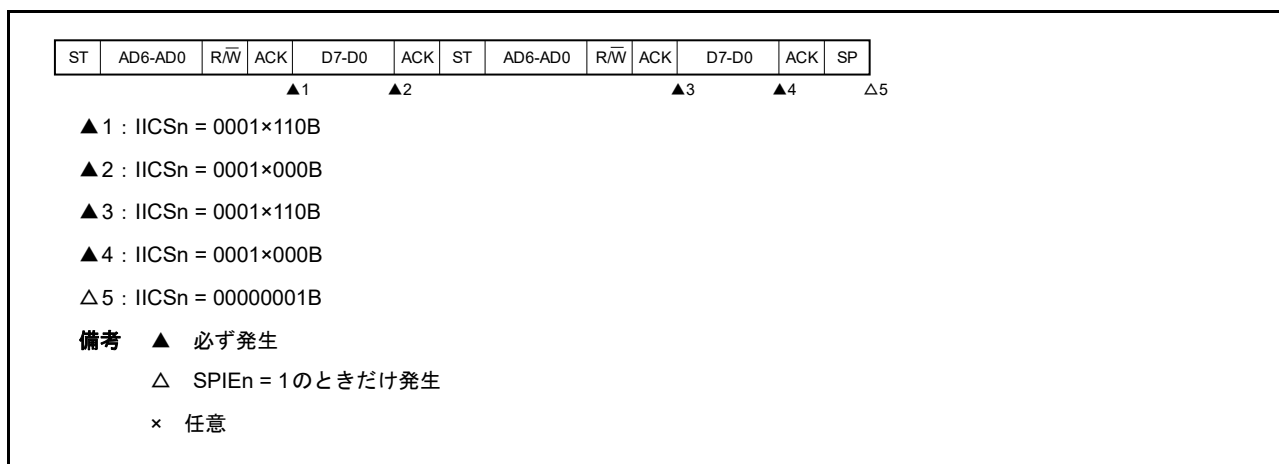 ST AD6-AD0 R/W̅ ACK D7-D0 ACK ST AD6-AD0 R/W̅ ACK D7-D0 ACK SP
▲1 ▲2 ▲3 ▲4 △5
▲1：IICSn = 0001×110B
▲2：IICSn = 0001×000B
▲3：IICSn = 0001×110B
▲4：IICSn = 0001×000B
△5：IICSn = 00000001B
備考 ▲ 必ず発生
△ SPIEn = 1のときだけ発生
× 任意